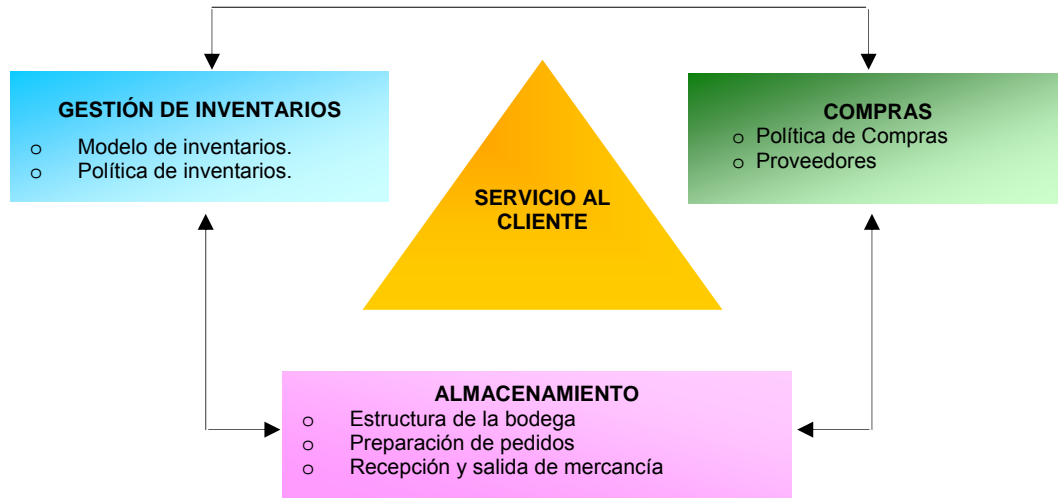 GESTIÓN DE INVENTARIOS
o Modelo de inventarios.
o Política de inventarios.
COMPRAS
o Política de Compras
o Proveedores
SERVICIO AL
CLIENTE
ALMACENAMIENTO
o Estructura de la bodega
o Preparación de pedidos
o Recepción y salida de mercancía